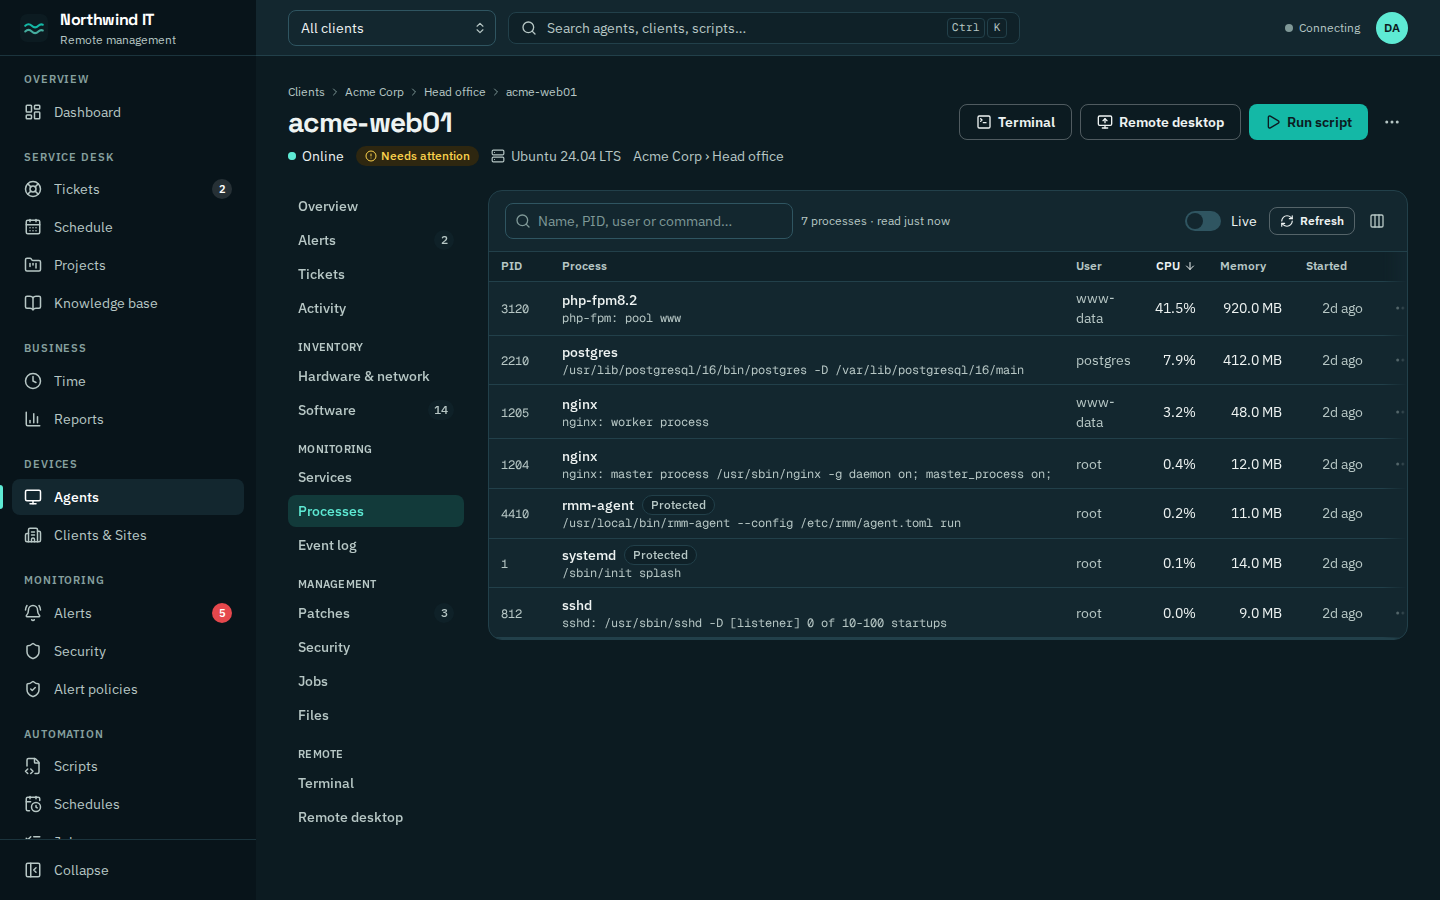 Northwind IT
Remote management
All clients
Search agents, clients, scripts...
Ctrl K
Connecting
DA
OVERVIEW
Dashboard
SERVICE DESK
Tickets 2
Schedule
Projects
Knowledge base
BUSINESS
Time
Reports
DEVICES
Agents
Clients & Sites
MONITORING
Alerts 5
Security
Alert policies
AUTOMATION
Scripts
Schedules
Collapse
Clients > Acme Corp > Head office > acme-web01
acme-web01
Terminal
Remote desktop
Run script
Online
Needs attention
Ubuntu 24.04 LTS
Acme Corp › Head office
Overview
Alerts 2
Tickets
Activity
INVENTORY
Hardware & network
Software 14
MONITORING
Services
Processes
Event log
MANAGEMENT
Patches 3
Security
Jobs
Files
REMOTE
Terminal
Remote desktop
Name, PID, user or command...
7 processes · read just now
Live
Refresh
PID Process User CPU ↓ Memory Started
3120 php-fpm8.2 www-data 41.5% 920.0 MB 2d ago
php-fpm: pool www
2210 postgres postgres 7.9% 412.0 MB 2d ago
/usr/lib/postgresql/16/bin/postgres -D /var/lib/postgresql/16/main
1205 nginx www-data 3.2% 48.0 MB 2d ago
nginx: worker process
1204 nginx root 0.4% 12.0 MB 2d ago
nginx: master process /usr/sbin/nginx -g daemon on; master_process on;
4410 rmm-agent Protected root 0.2% 11.0 MB 2d ago
/usr/local/bin/rmm-agent --config /etc/rmm/agent.toml run
1 systemd Protected root 0.1% 14.0 MB 2d ago
/sbin/init splash
812 sshd root 0.0% 9.0 MB 2d ago
sshd: /usr/sbin/sshd -D [listener] 0 of 10-100 startups